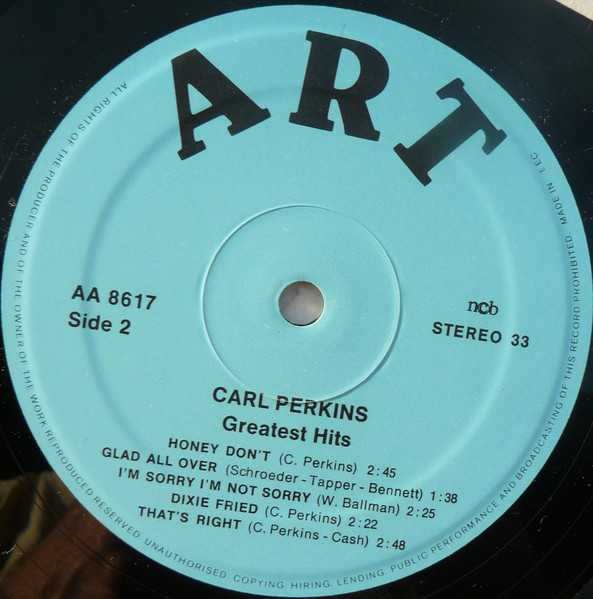 ART
AA 8617
Side 2
ncb
STEREO 33
CARL PERKINS
Greatest Hits
HONEY DON'T (C. Perkins) 2:45
GLAD ALL OVER (Schroeder - Tapper - Bennett) 1:38
I'M SORRY I'M NOT SORRY (W. Ballman) 2:25
DIXIE FRIED (C. Perkins) 2:22
THAT'S RIGHT (C. Perkins - Cash) 2:48
ALL RIGHTS OF THE PRODUCER AND OF THE OWNER OF THE WORK REPRODUCED RESERVED UNAUTHORISED COPYING. HIRING. LENDING. PUBLIC PERFORMANCE AND BROADCASTING OF THIS RECORD PROHIBITED MADE IN EEC